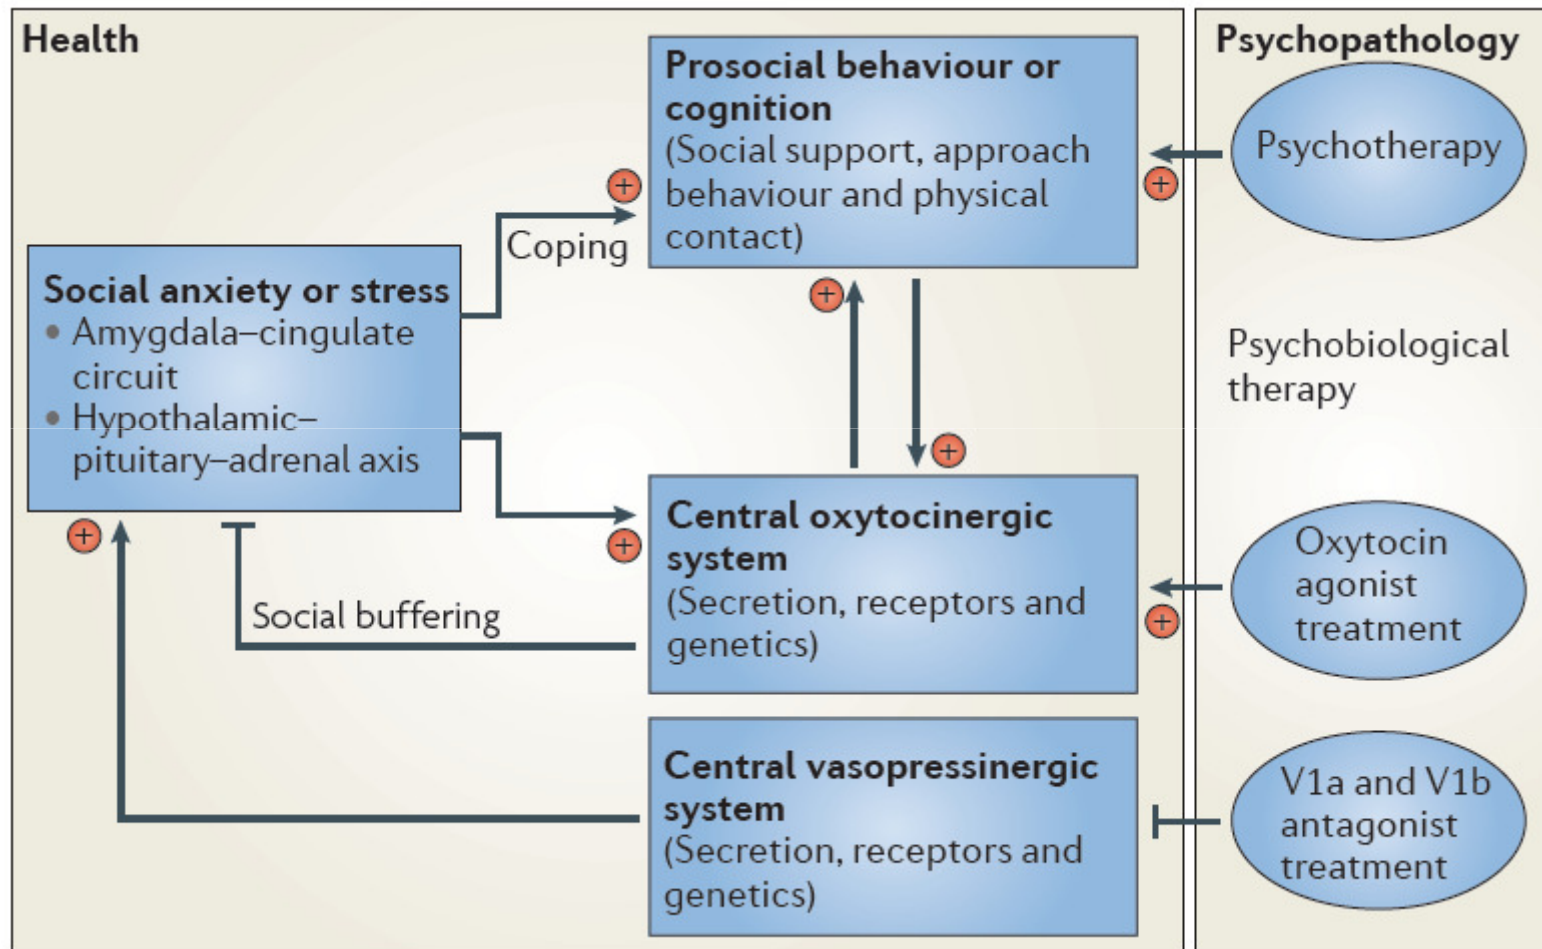 Health
Psychopathology
Prosocial behaviour or
cognition
(Social support, approach
behaviour and physical
contact)
Psychotherapy
+
+
Coping
Social anxiety or stress
• Amygdala–cingulate
circuit
• Hypothalamic–
pituitary–adrenal axis
+
Psychobiological
therapy
+
Central oxytocinergic
system
(Secretion, receptors and
genetics)
+
+
+
Oxytocin
agonist
treatment
Social buffering
Central vasopressinergic
system
(Secretion, receptors and
genetics)
V1a and V1b
antagonist
treatment